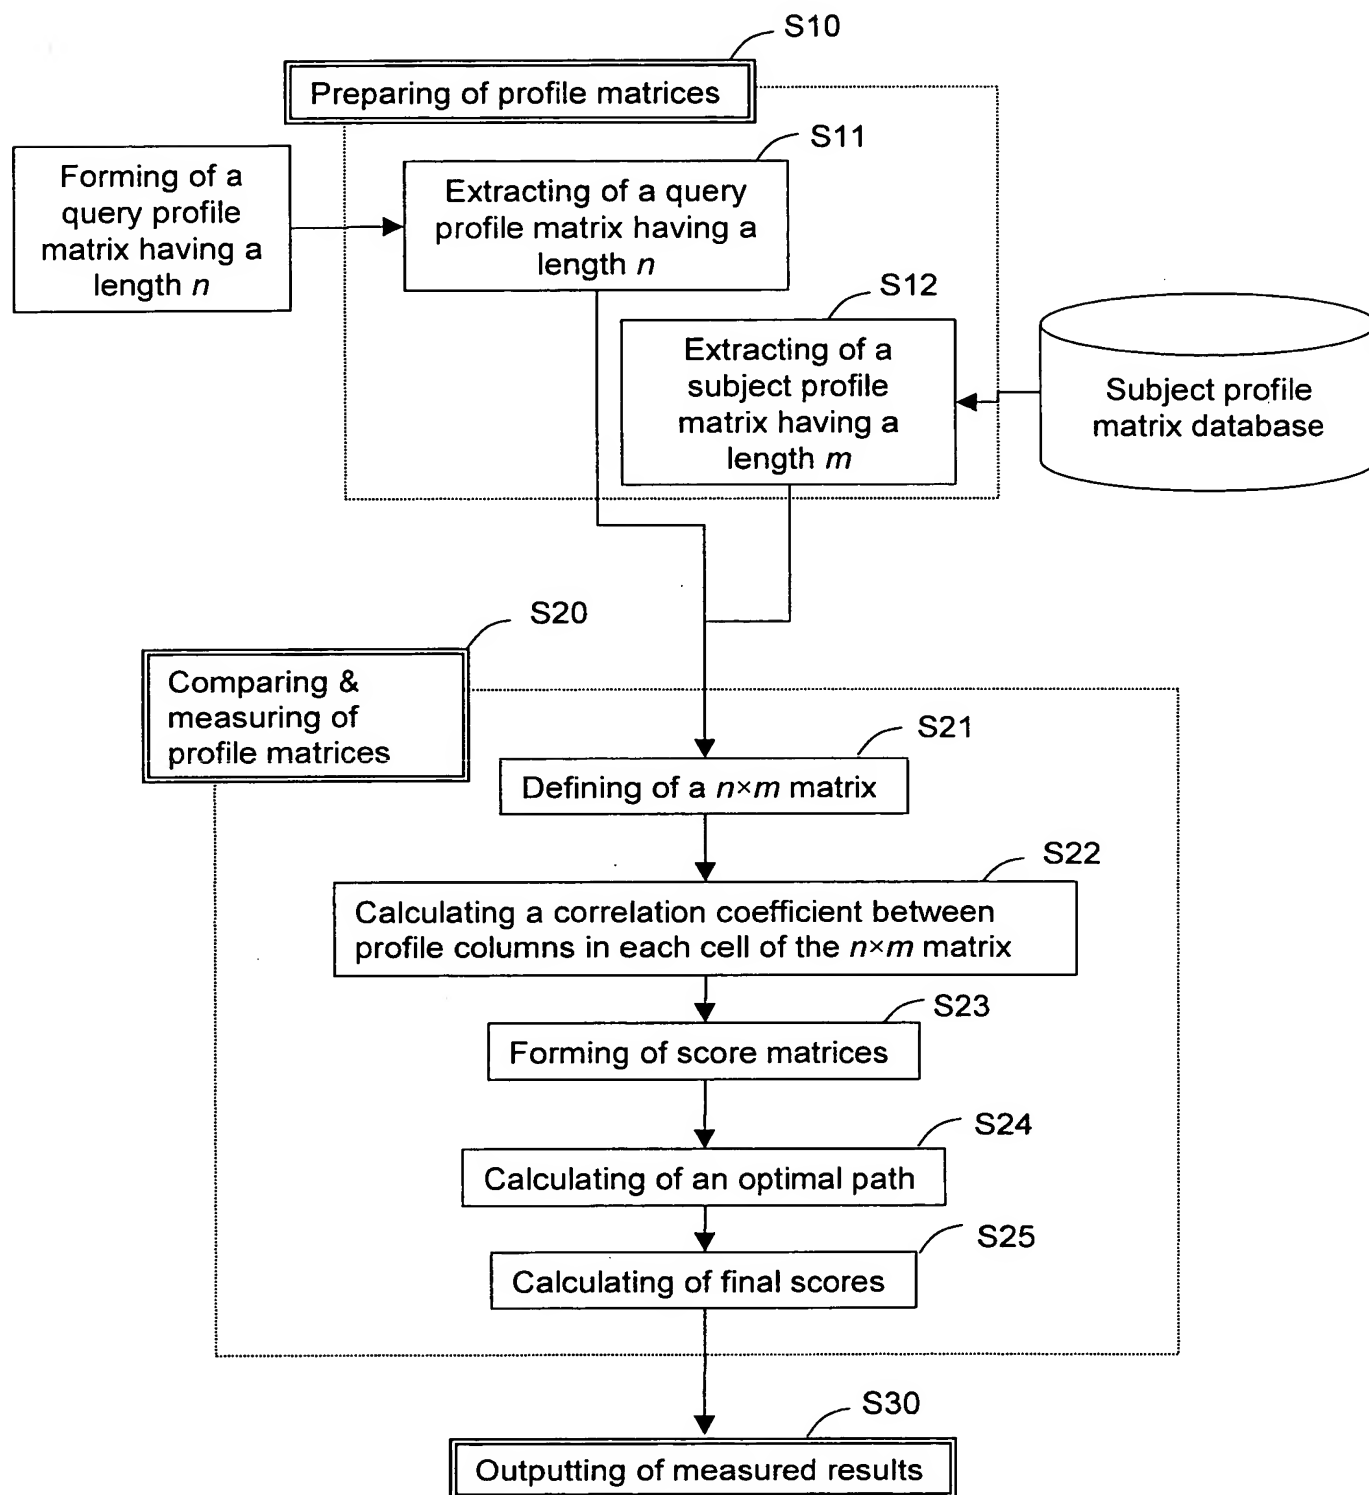 S10
Preparing of profile matrices
S11
Forming of a
query profile
matrix having a
length n
Extracting of a query
profile matrix having a
length n
S12
Extracting of a
subject profile
matrix having a
length m
Subject profile
matrix database
S20
Comparing &
measuring of
profile matrices
S21
Defining of a n×m matrix
S22
Calculating a correlation coefficient between
profile columns in each cell of the n×m matrix
S23
Forming of score matrices
S24
Calculating of an optimal path
S25
Calculating of final scores
S30
Outputting of measured results